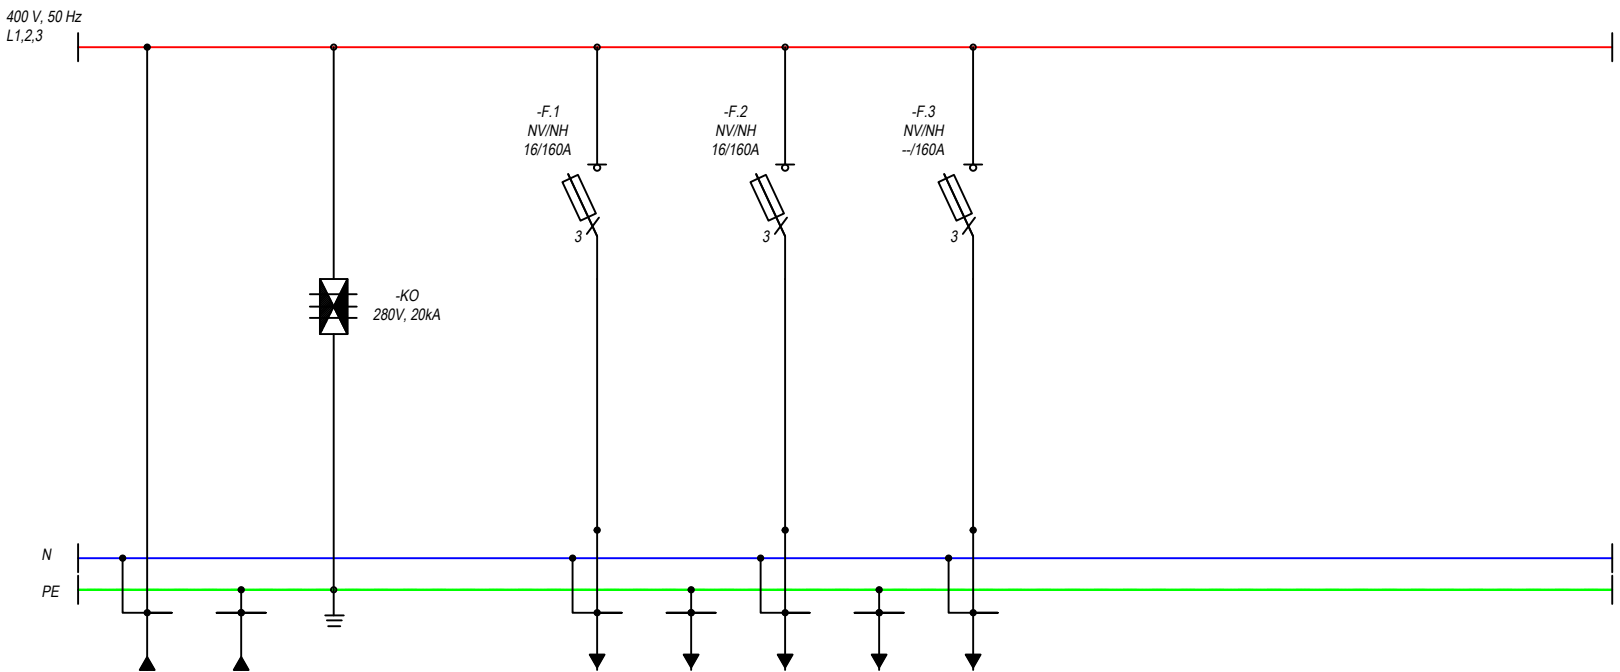 400 V, 50 Hz
L1,2,3
-F.1
NV/NH
16/160A
-F.2
NV/NH
16/160A
-F.3
NV/NH
--/160A
3
3
3
-KO
280V, 20kA
N
PE